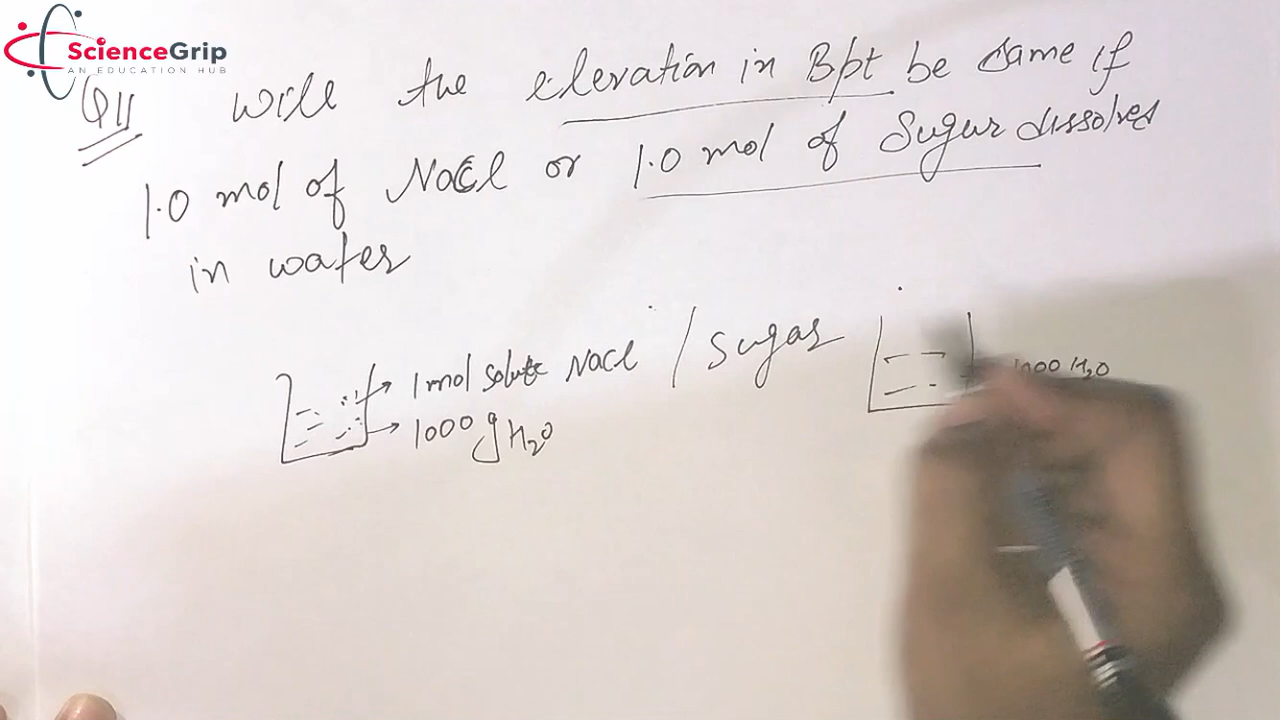 ScienceGrip
AN EDUCATION HUB
Q11 Will the elevation in Bpt be same if
1.0 mol of NaCl or 1.0 mol of Sugar dissolved
in water
1 mol solute NaCl / Sugar
1000 g H2O
1000 H2O